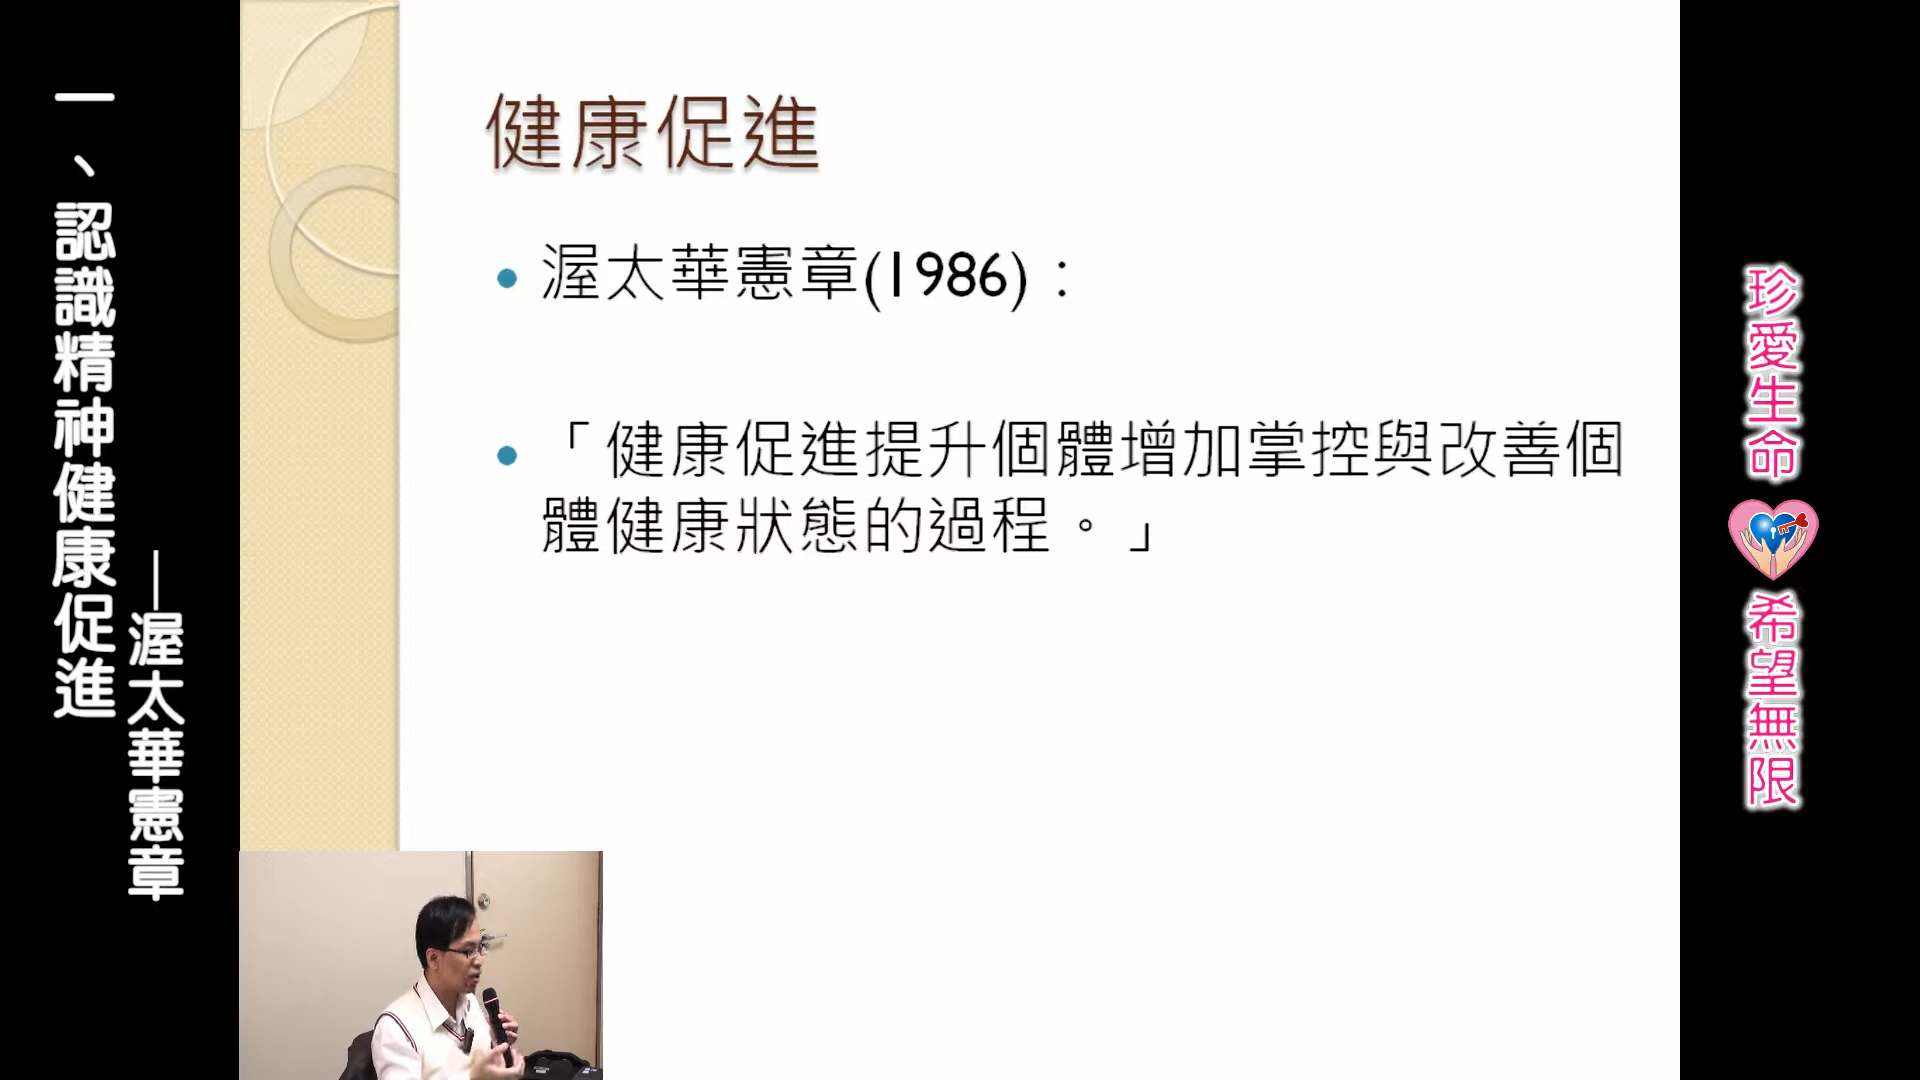 一、認識精神健康促進
—渥太華憲章
健康促進
渥太華憲章(1986)：
「健康促進提升個體增加掌控與改善個
體健康狀態的過程。」
珍愛生命
希望無限